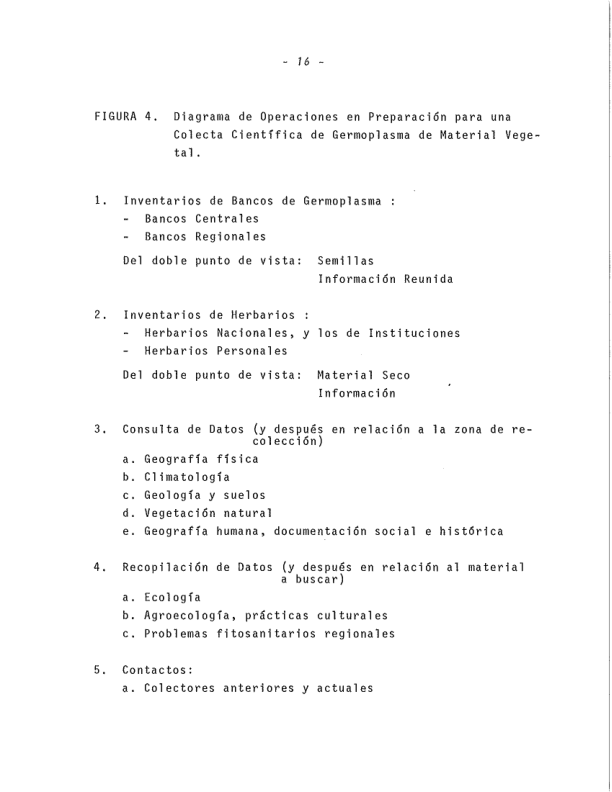 - 16 -
FIGURA 4. Diagrama de Operaciones en Preparación para una
Colecta Científica de Germoplasma de Material Vege-
tal.
1. Inventarios de Bancos de Germoplasma :
- Bancos Centrales
- Bancos Regionales
Del doble punto de vista: Semillas
Información Reunida
2. Inventarios de Herbarios :
- Herbarios Nacionales, y los de Instituciones
- Herbarios Personales
Del doble punto de vista: Material Seco
Información
3. Consulta de Datos (y después en relación a la zona de re-
colección)
a. Geografía física
b. Climatología
c. Geología y suelos
d. Vegetación natural
e. Geografía humana, documentación social e histórica
4. Recopilación de Datos (y después en relación al material
a buscar)
a. Ecología
b. Agroecología, prácticas culturales
c. Problemas fitosanitarios regionales
5. Contactos:
a. Colectores anteriores y actuales